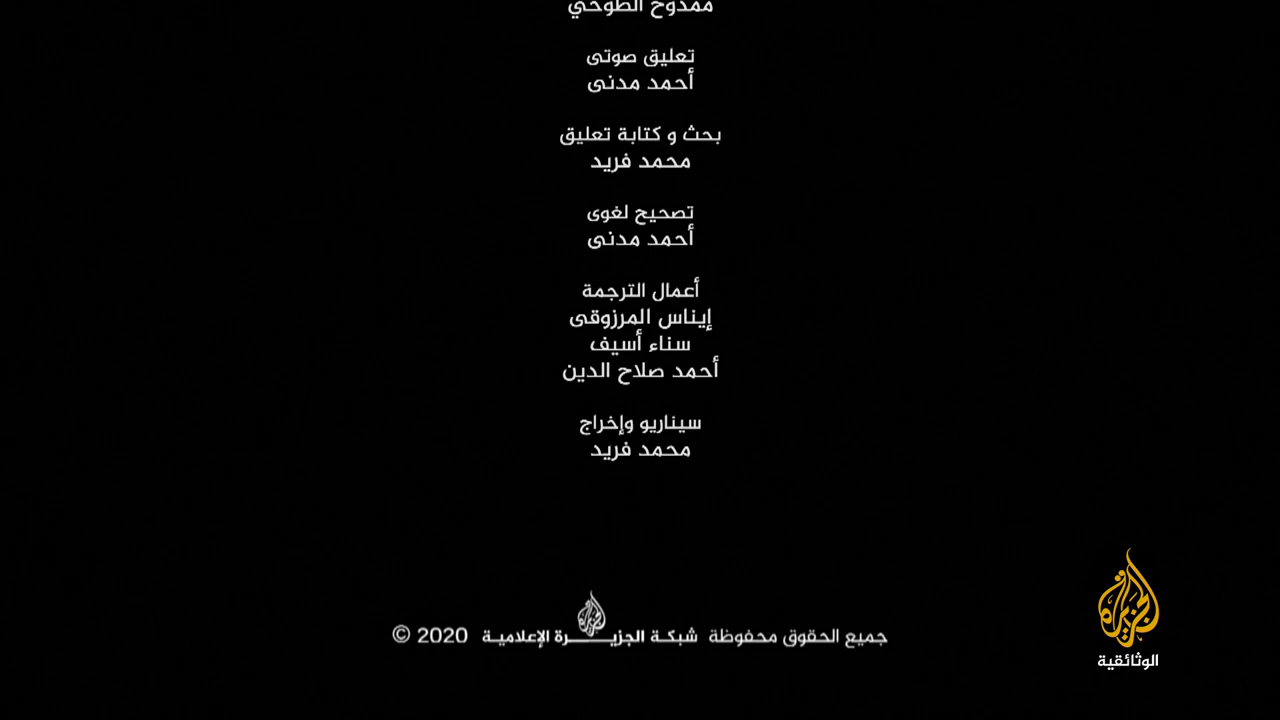 ممدوح الطوخي
تعليق صوتى
أحمد مدنى
بحث و كتابة تعليق
محمد فريد
تصحيح لغوى
أحمد مدنى
أعمال الترجمة
إيناس المرزوقى
سناء أسيف
أحمد صلاح الدين
سيناريو وإخراج
محمد فريد
جميع الحقوق محفوظة شبكة الجزيرة الإعلامية 2020 ©
الجزيرة
الوثائقية